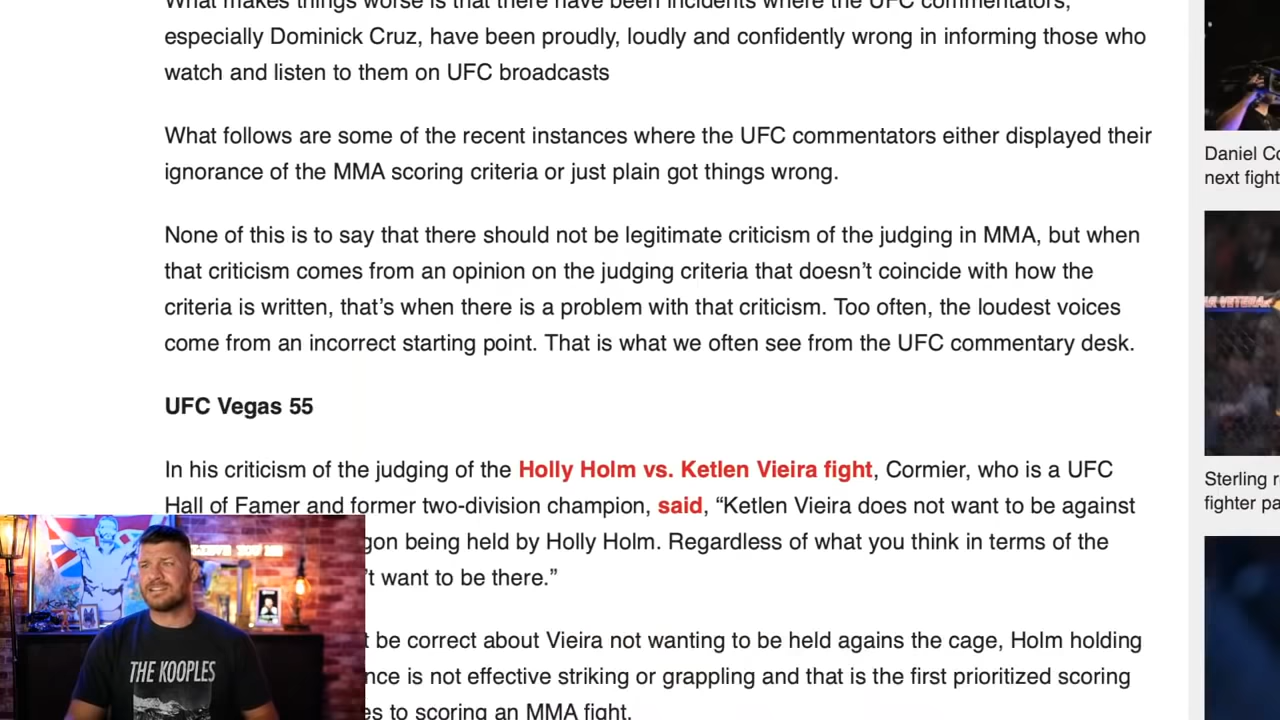 What makes things worse is that there have been incidents where the UFC commentators,
especially Dominick Cruz, have been proudly, loudly and confidently wrong in informing those who
watch and listen to them on UFC broadcasts
What follows are some of the recent instances where the UFC commentators either displayed their
ignorance of the MMA scoring criteria or just plain got things wrong.
None of this is to say that there should not be legitimate criticism of the judging in MMA, but when
that criticism comes from an opinion on the judging criteria that doesn’t coincide with how the
criteria is written, that’s when there is a problem with that criticism. Too often, the loudest voices
come from an incorrect starting point. That is what we often see from the UFC commentary desk.
UFC Vegas 55
In his criticism of the judging of the Holly Holm vs. Ketlen Vieira fight, Cormier, who is a UFC
Hall of Famer and former two-division champion, said, “Ketlen Vieira does not want to be against
gon being held by Holly Holm. Regardless of what you think in terms of the
’t want to be there.”
t be correct about Vieira not wanting to be held agains the cage, Holm holding
nce is not effective striking or grappling and that is the first prioritized scoring
es to scoring an MMA fight.
Daniel Co
next fight
Sterling r
fighter pa
THE KOOPLES